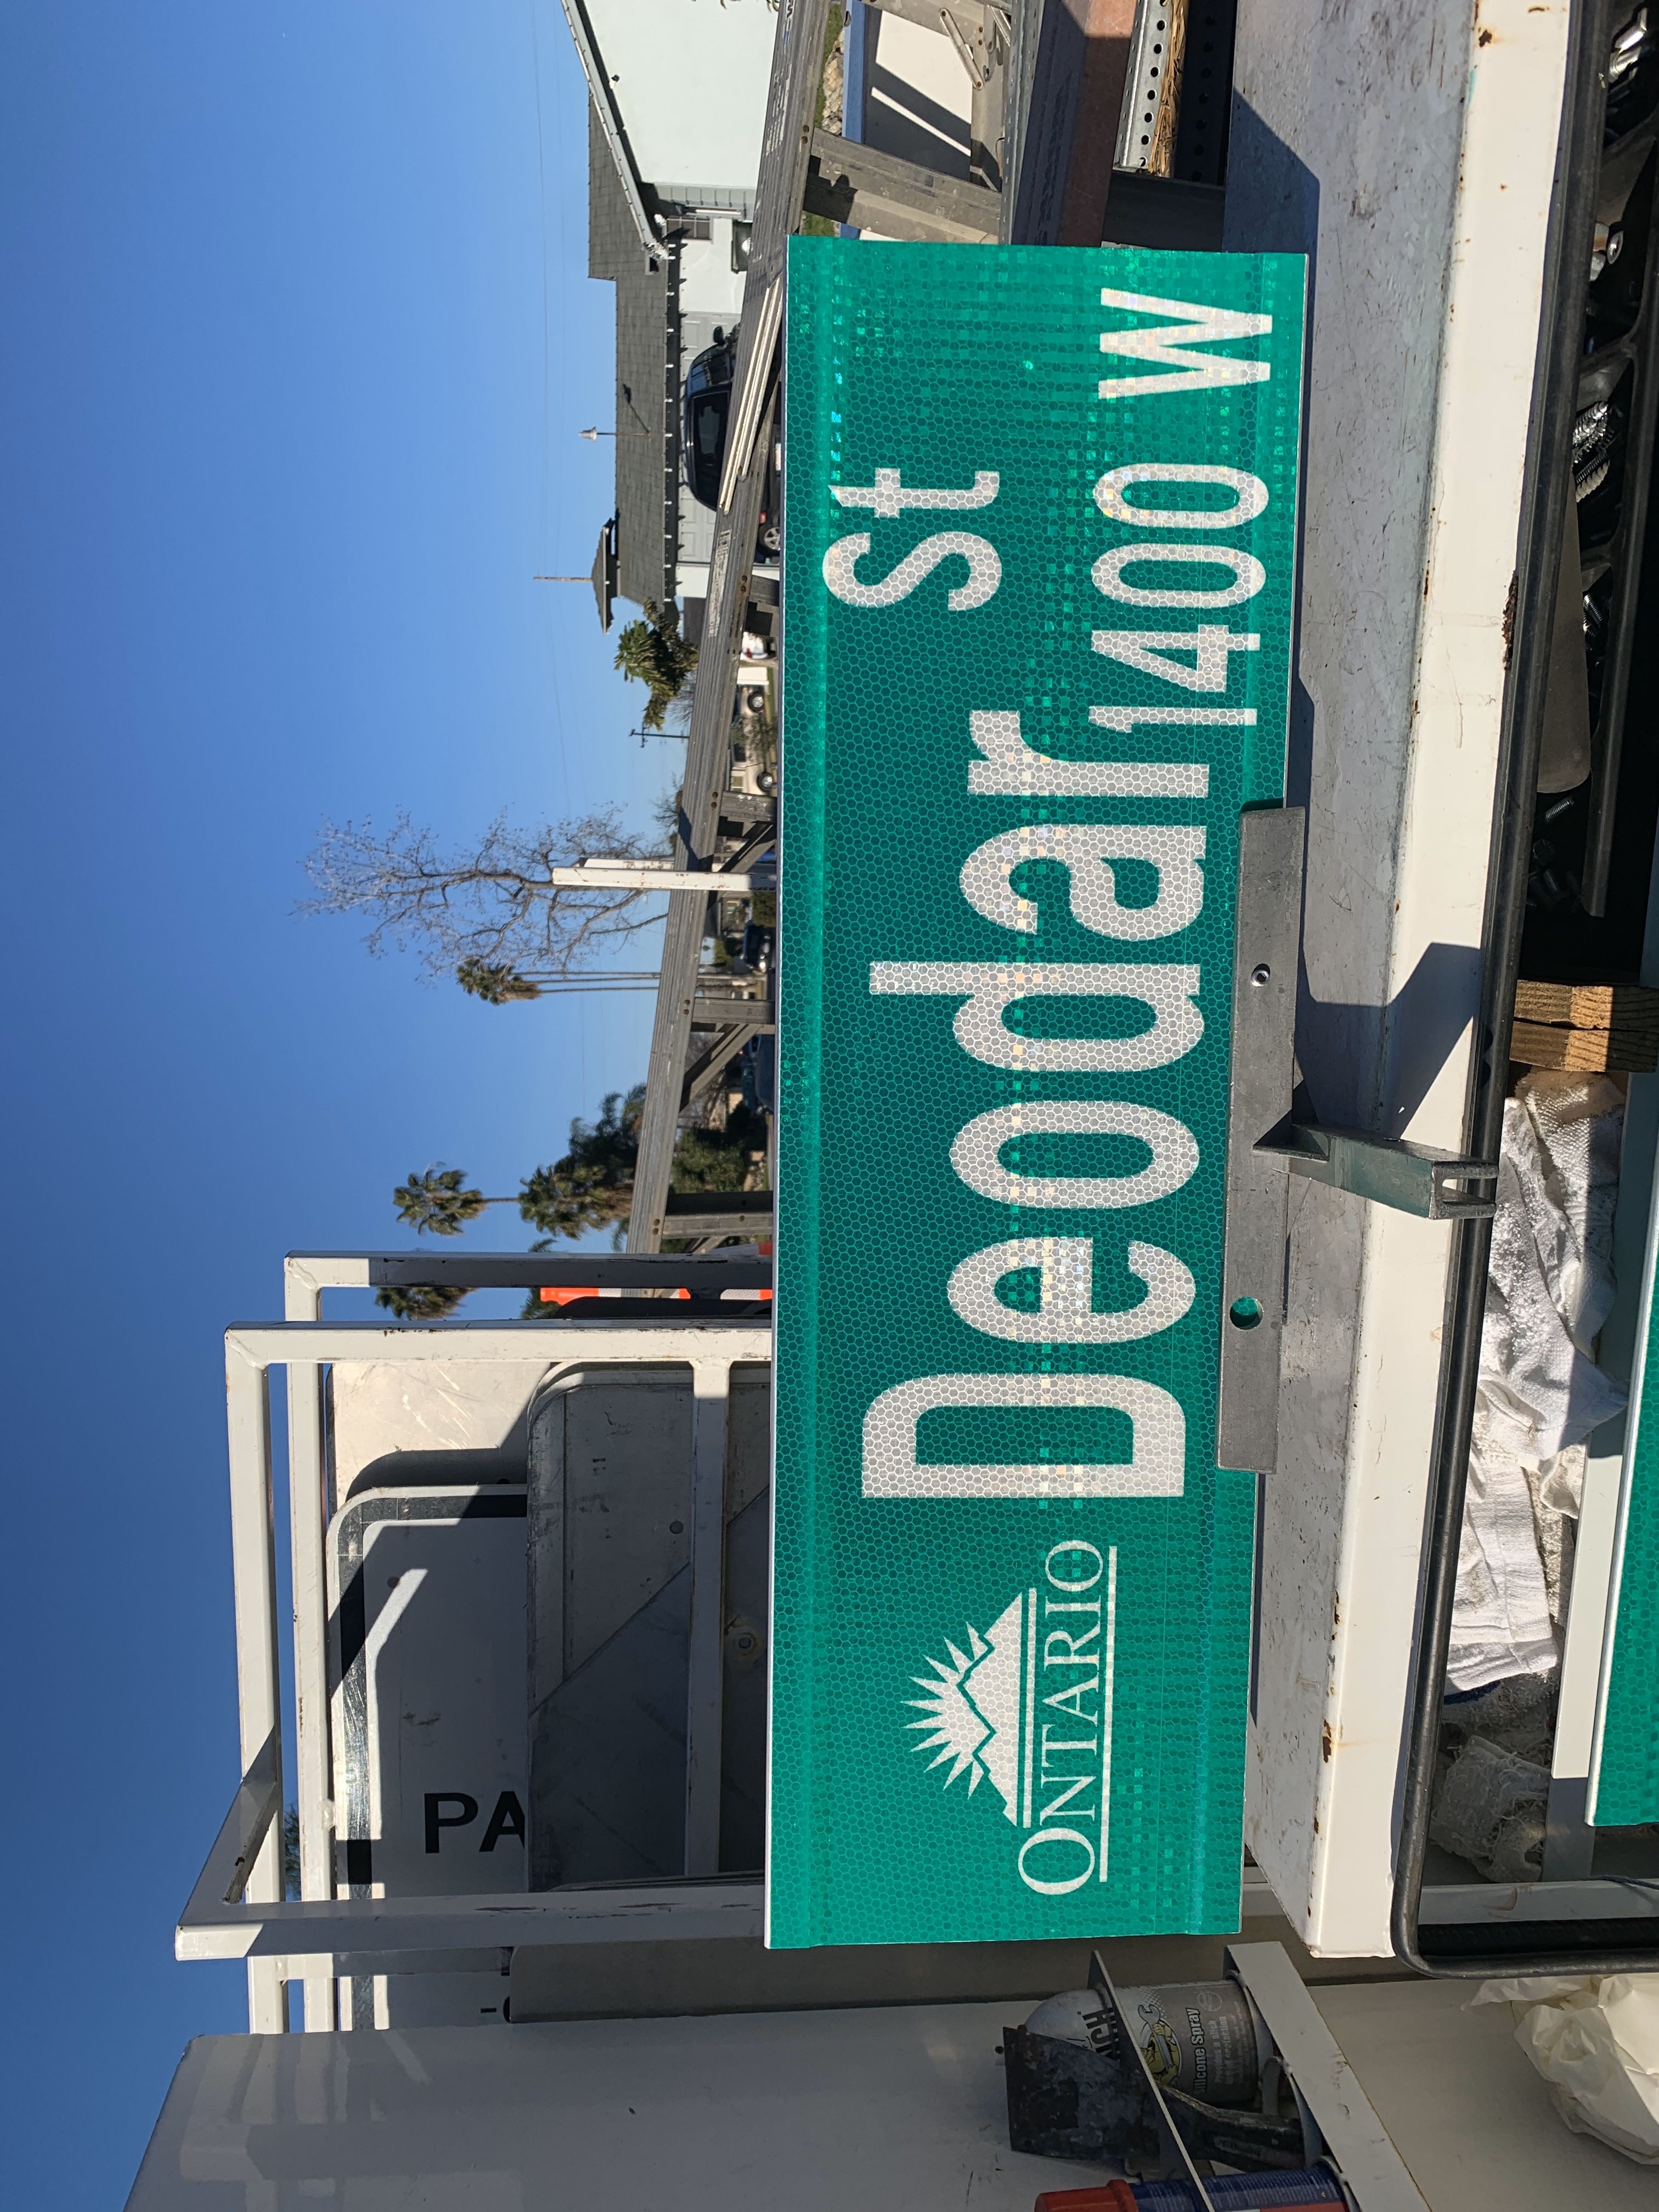 ONTARIO
Deodar St
1400 W
PA
Silicone Spray